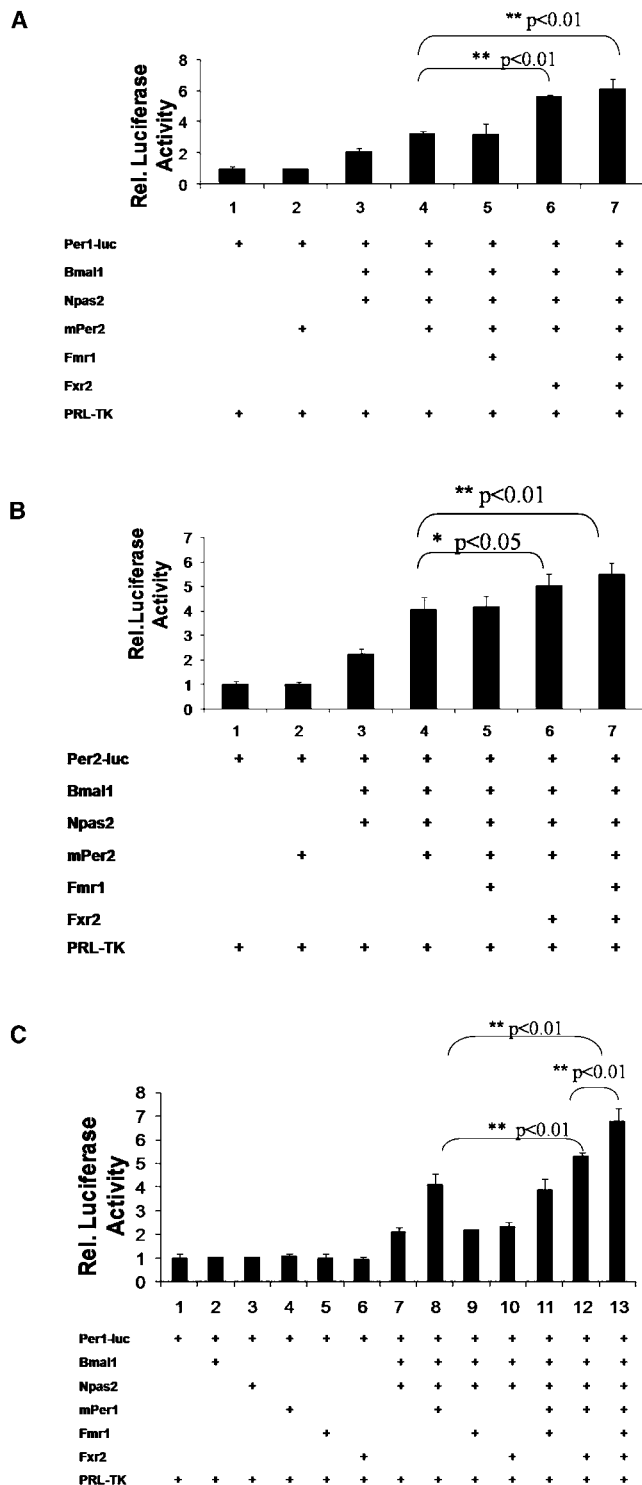 A
** p<0.01
** p<0.01
Rel. Luciferase Activity
8
6
4
2
0
1 2 3 4 5 6 7
Per1-luc + + + + + + +
Bmal1 + + + + +
Npas2 + + + + +
mPer2 + + + + +
Fmr1 + +
Fxr2 + +
PRL-TK + + + + + + +
B
** p<0.01
* p<0.05
Rel.Luciferase Activity
7
6
5
4
3
2
1
0
1 2 3 4 5 6 7
Per2-luc + + + + + + +
Bmal1 + + + + +
Npas2 + + + + +
mPer2 + + + + +
Fmr1 + +
Fxr2 + +
PRL-TK + + + + + + +
C
** p<0.01
** p<0.01
** p<0.01
Rel. Luciferase Activity
8
7
6
5
4
3
2
1
0
1 2 3 4 5 6 7 8 9 10 11 12 13
Per1-luc + + + + + + + + + + + + +
Bmal1 + + + + + + + +
Npas2 + + + + + + + +
mPer1 + + + + +
Fmr1 + + + +
Fxr2 + + + +
PRL-TK + + + + + + + + + + + + +